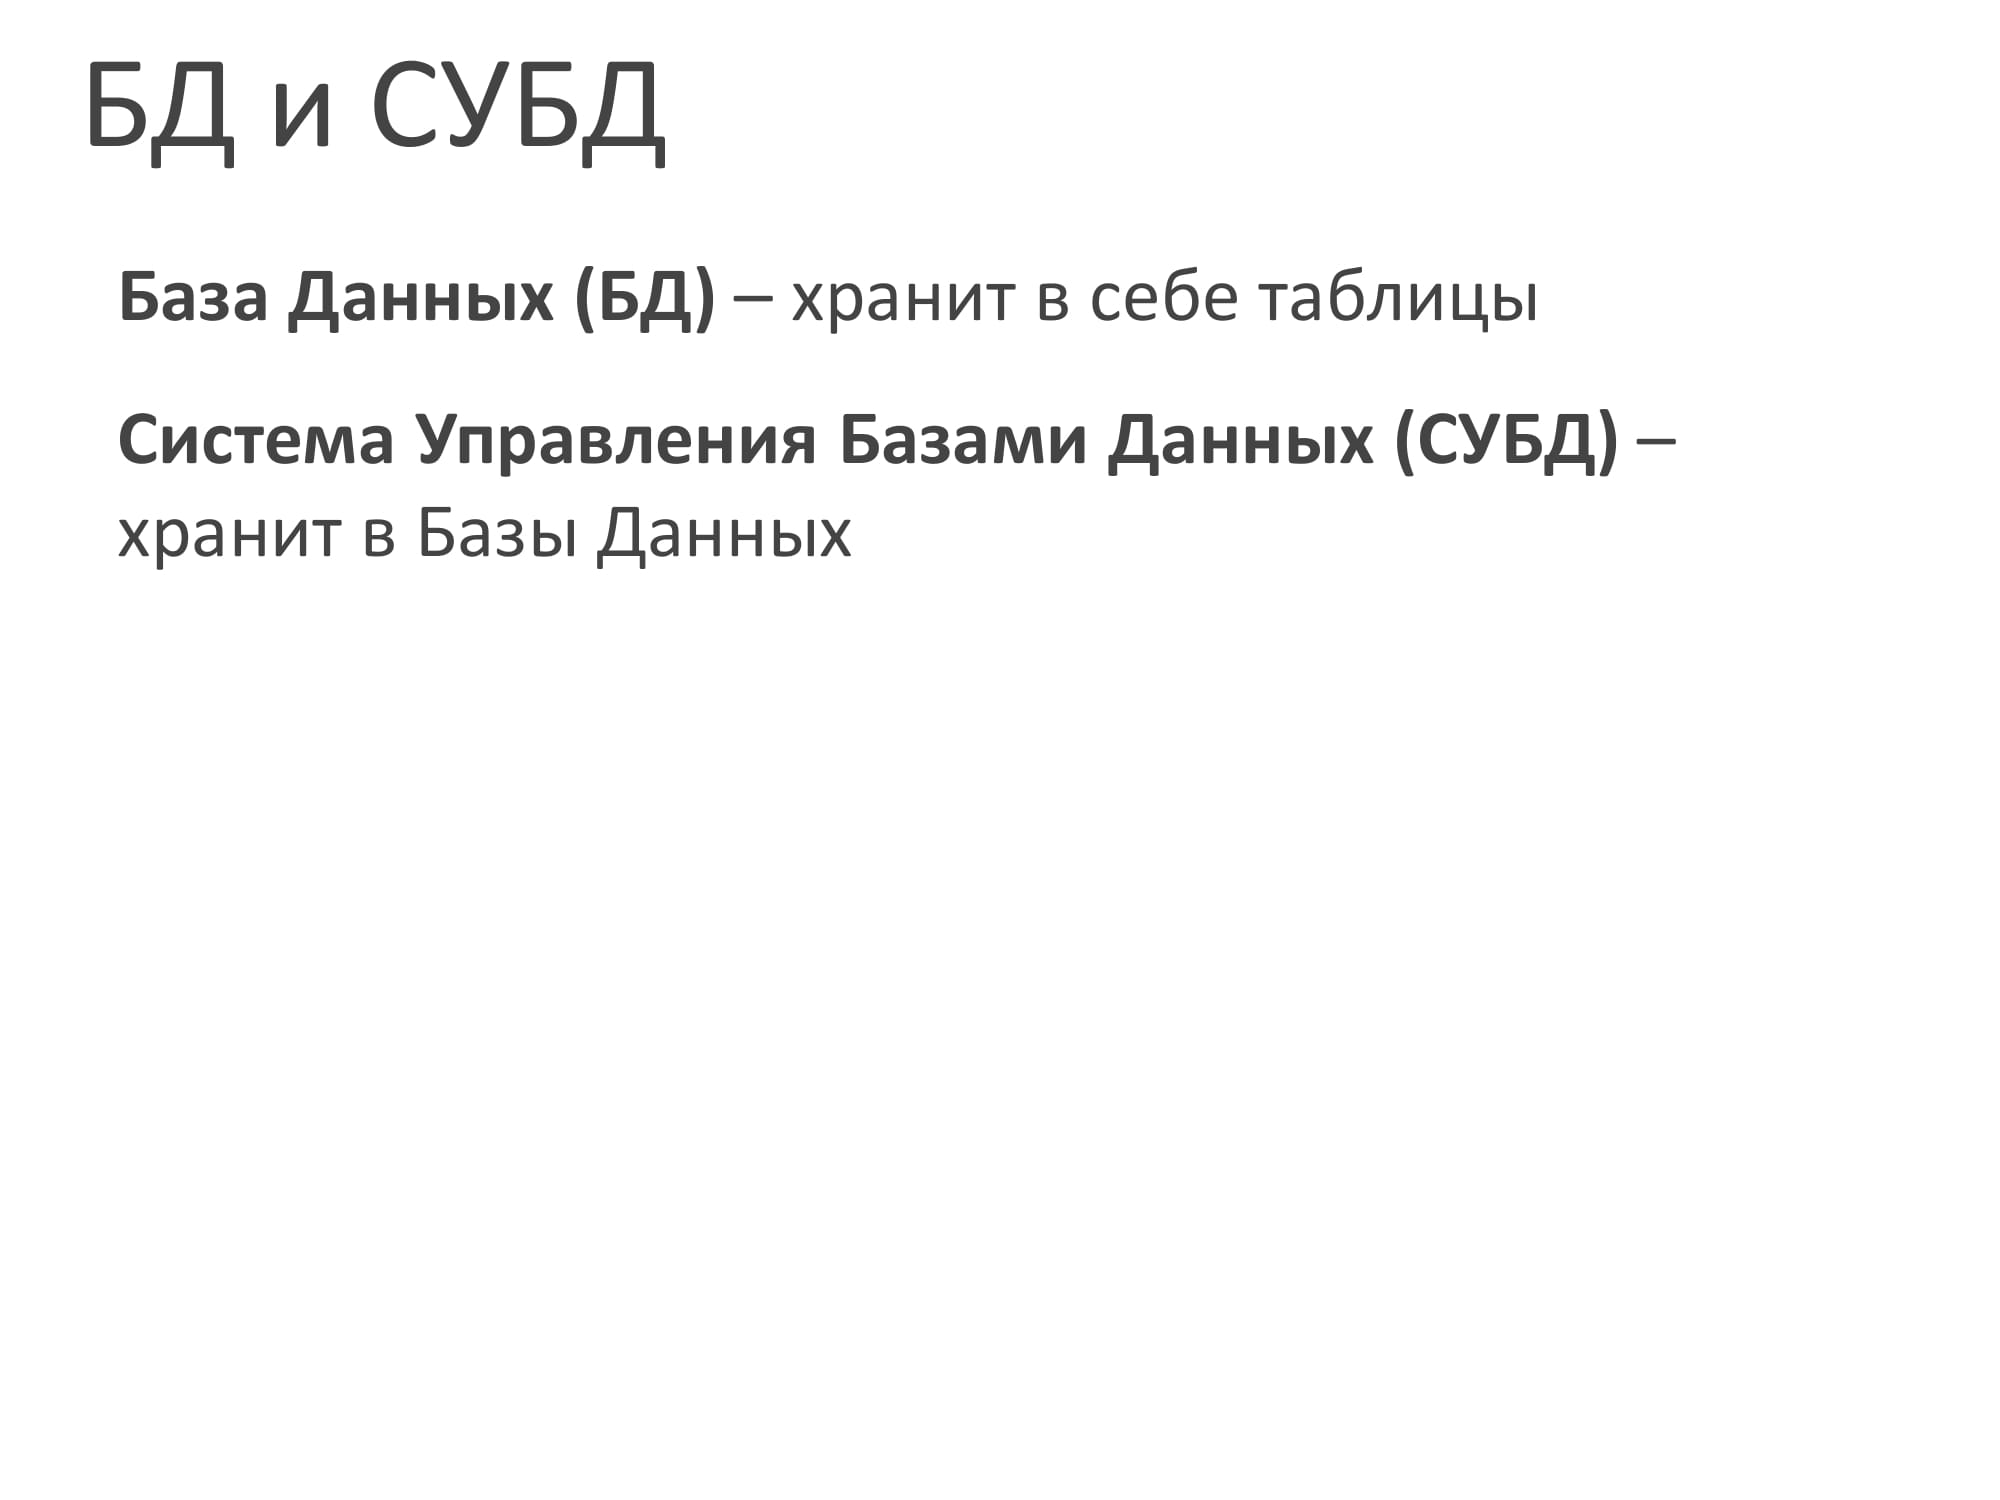 БД и СУБД
База Данных (БД) – хранит в себе таблицы
Система Управления Базами Данных (СУБД) –
хранит в Базы Данных